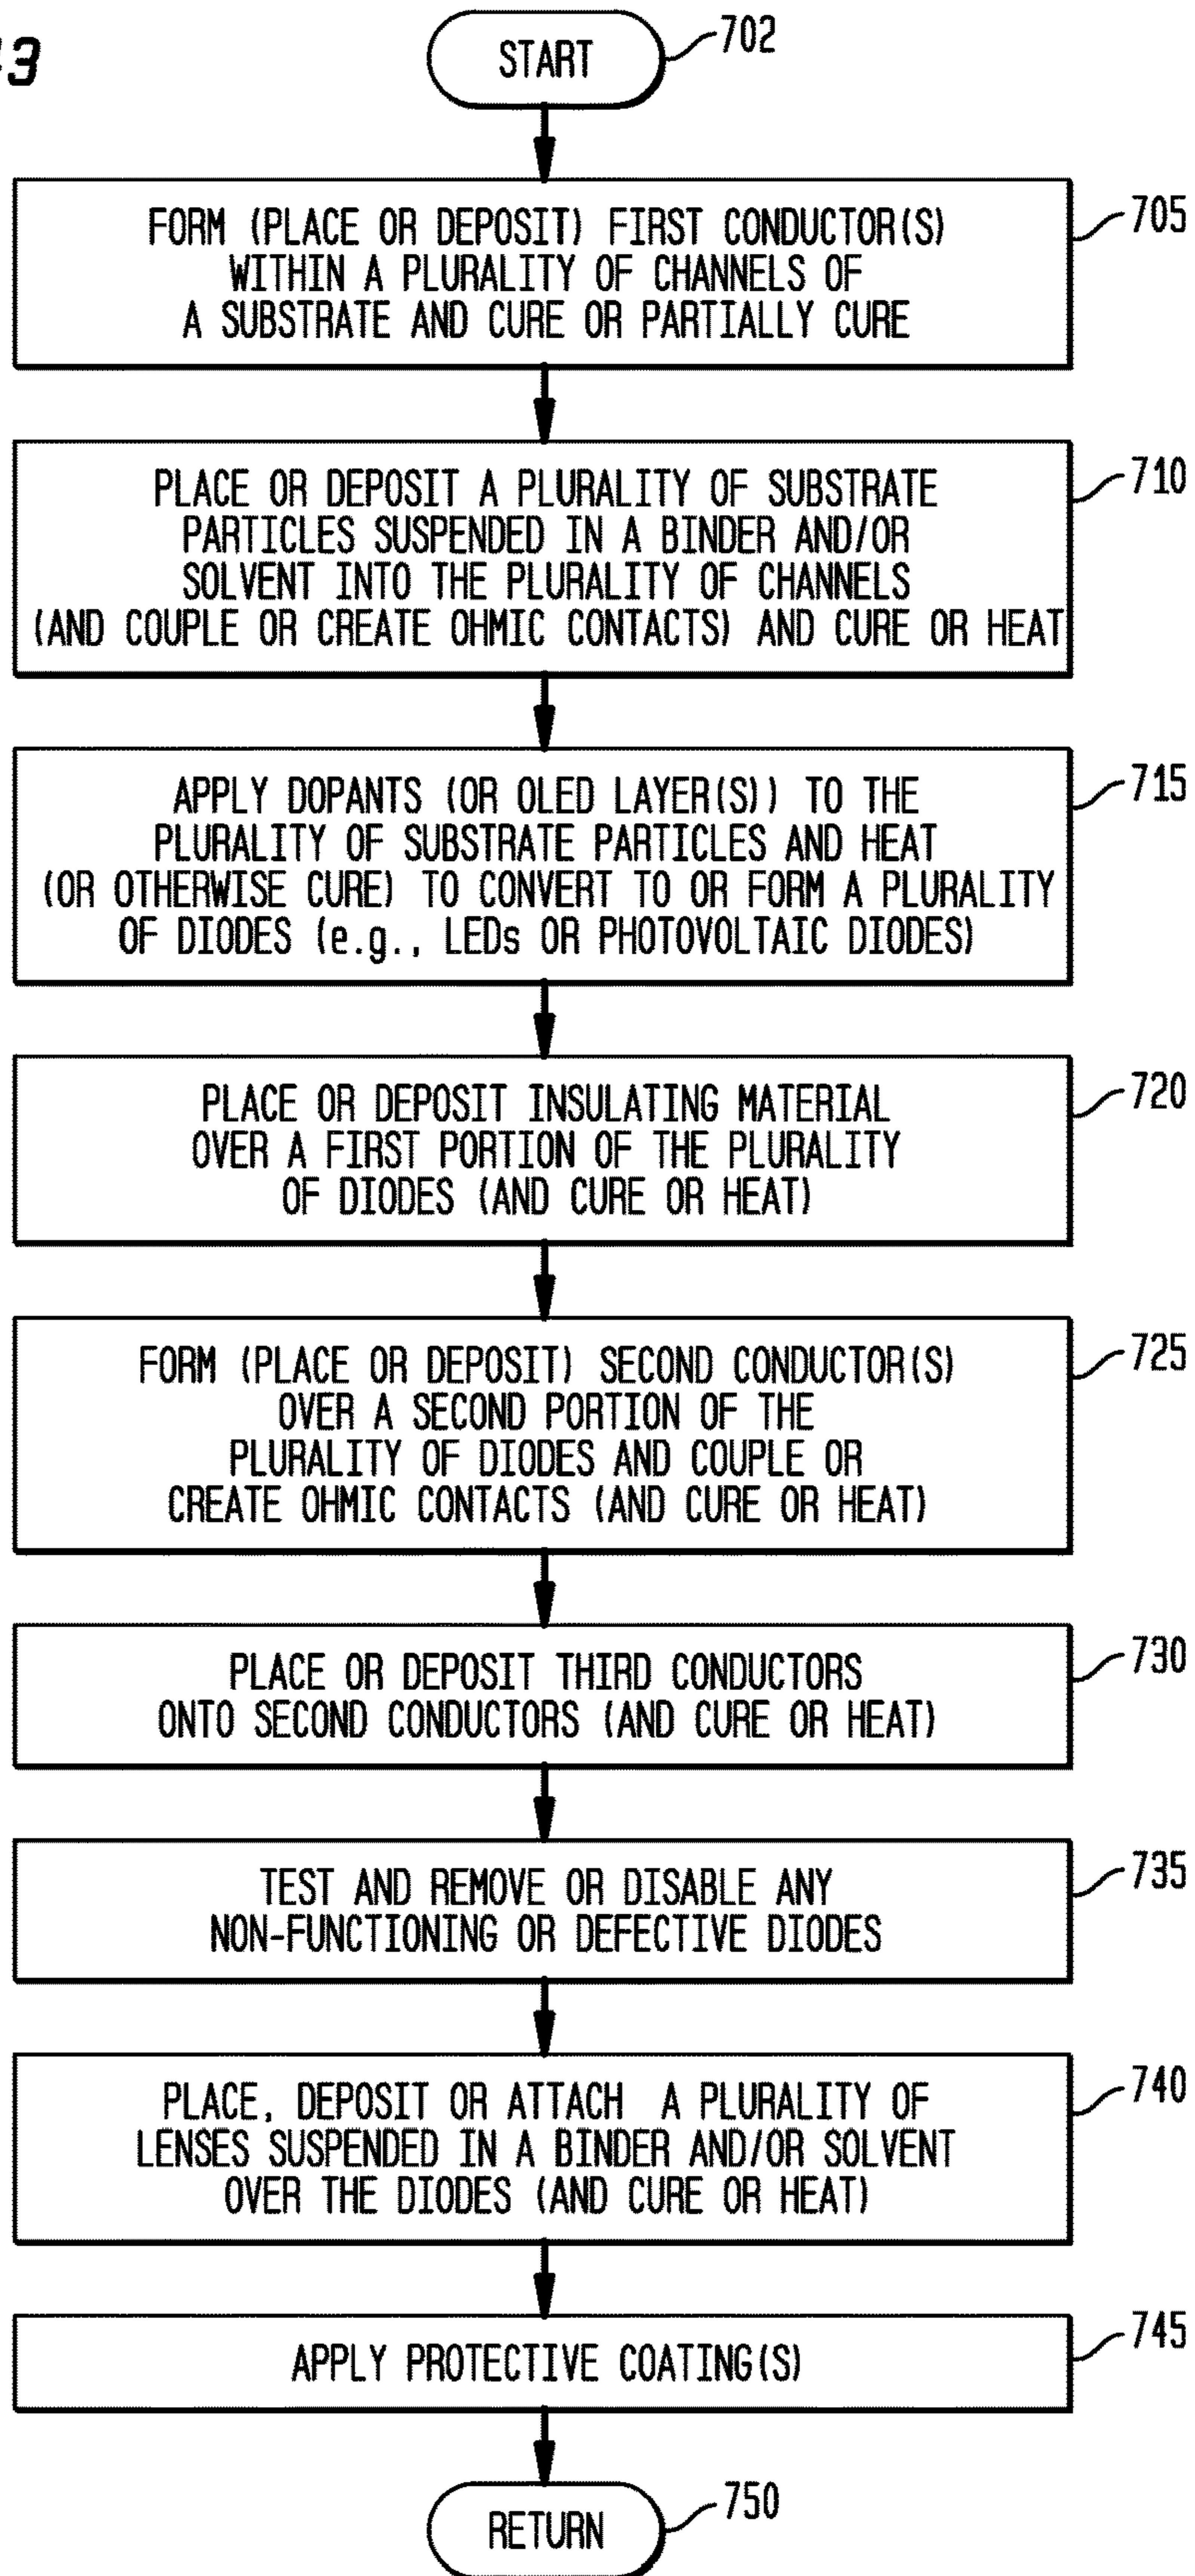 3
START
702
FORM (PLACE OR DEPOSIT) FIRST CONDUCTOR(S)
WITHIN A PLURALITY OF CHANNELS OF
A SUBSTRATE AND CURE OR PARTIALLY CURE
705
PLACE OR DEPOSIT A PLURALITY OF SUBSTRATE
PARTICLES SUSPENDED IN A BINDER AND/OR
SOLVENT INTO THE PLURALITY OF CHANNELS
(AND COUPLE OR CREATE OHMIC CONTACTS) AND CURE OR HEAT
710
APPLY DOPANTS (OR OLED LAYER(S)) TO THE
PLURALITY OF SUBSTRATE PARTICLES AND HEAT
(OR OTHERWISE CURE) TO CONVERT TO OR FORM A PLURALITY
OF DIODES (e.g., LEDs OR PHOTOVOLTAIC DIODES)
715
PLACE OR DEPOSIT INSULATING MATERIAL
OVER A FIRST PORTION OF THE PLURALITY
OF DIODES (AND CURE OR HEAT)
720
FORM (PLACE OR DEPOSIT) SECOND CONDUCTOR(S)
OVER A SECOND PORTION OF THE
PLURALITY OF DIODES AND COUPLE OR
CREATE OHMIC CONTACTS (AND CURE OR HEAT)
725
PLACE OR DEPOSIT THIRD CONDUCTORS
ONTO SECOND CONDUCTORS (AND CURE OR HEAT)
730
TEST AND REMOVE OR DISABLE ANY
NON-FUNCTIONING OR DEFECTIVE DIODES
735
PLACE, DEPOSIT OR ATTACH A PLURALITY OF
LENSES SUSPENDED IN A BINDER AND/OR SOLVENT
OVER THE DIODES (AND CURE OR HEAT)
740
APPLY PROTECTIVE COATING(S)
745
RETURN
750